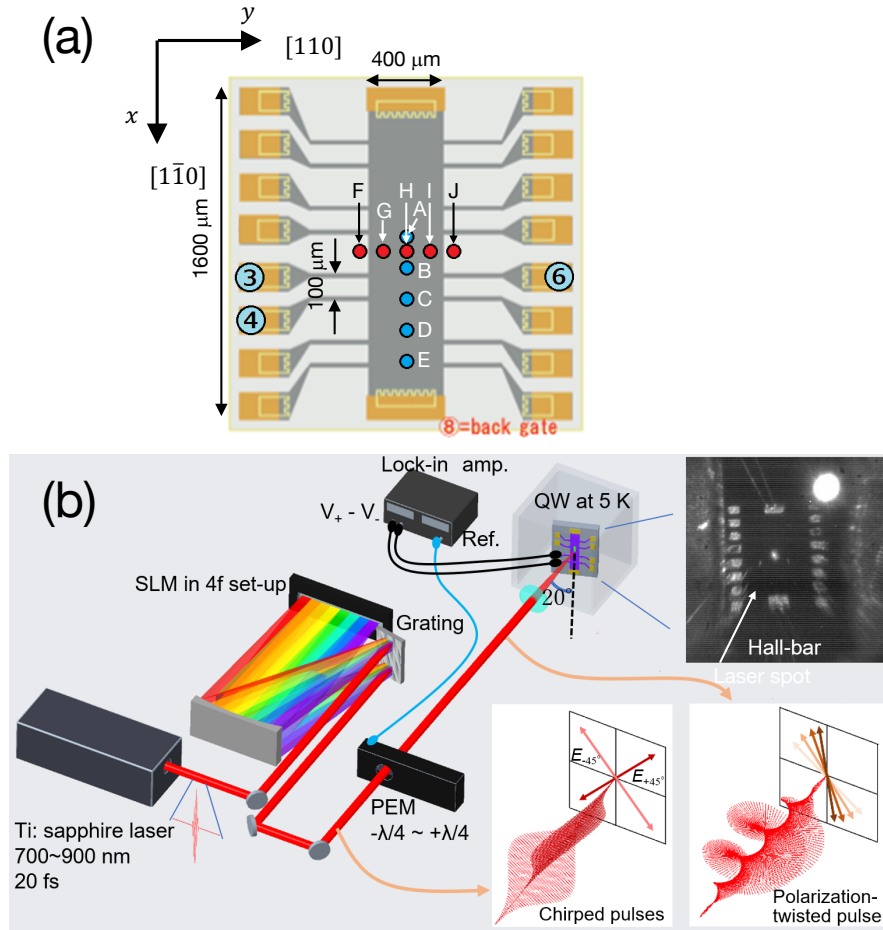 (a)
y
[110]
x
[11̄0]
400 μm
1600 μm
100 μm
F
G
H
A
I
J
B
C
D
E
3
4
6
⑧=back gate
(b)
Lock-in amp.
V₊ - V₋
Ref.
QW at 5 K
20°
SLM in 4f set-up
Grating
Hall-bar
Laser spot
PEM
-λ/4 ~ +λ/4
Ti: sapphire laser
700~900 nm
20 fs
E-45°
E+45°
Chirped pulses
Polarization-
twisted pulse